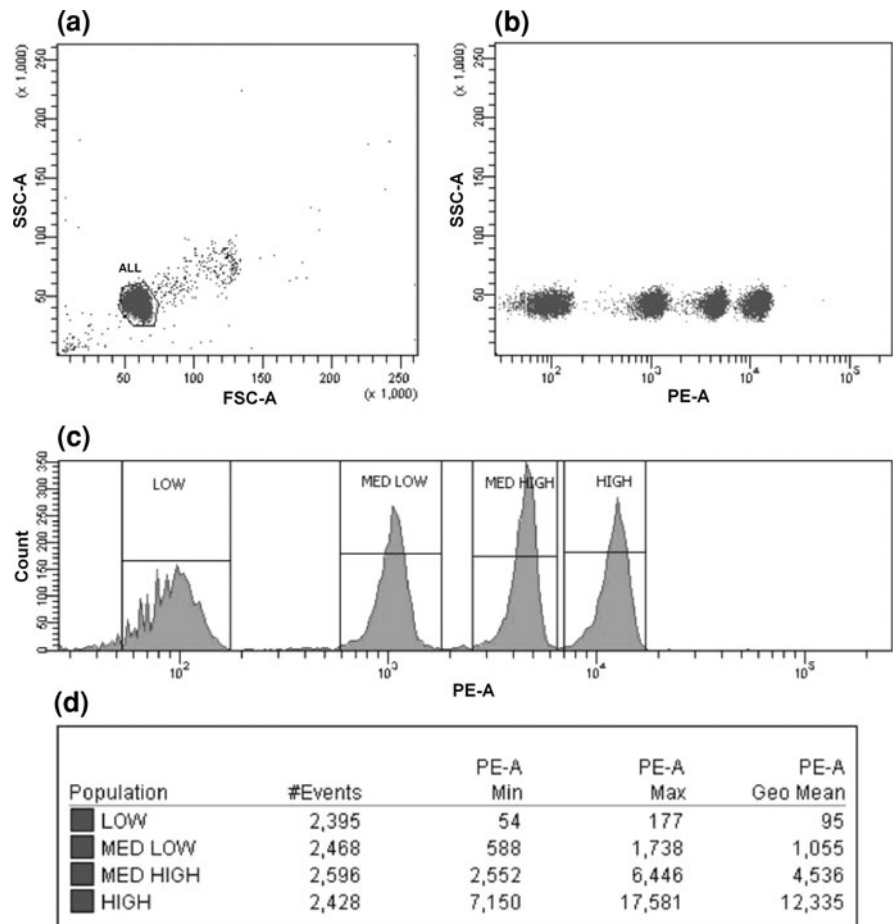 (a)
(x 1,000)
250
200
150
100
50
SSC-A
ALL
50 100 150 200 250
FSC-A
(x 1,000)
(b)
(x 1,000)
250
200
150
100
50
SSC-A
10² 10³ 10⁴ 10⁵
PE-A
(c)
350
300
250
200
150
100
50
0
Count
LOW MED LOW MED HIGH HIGH
10² 10³ 10⁴ 10⁵
PE-A
(d)
PE-A PE-A PE-A
Population #Events Min Max Geo Mean
LOW 2,395 54 177 95
MED LOW 2,468 588 1,738 1,055
MED HIGH 2,596 2,552 6,446 4,536
HIGH 2,428 7,150 17,581 12,335